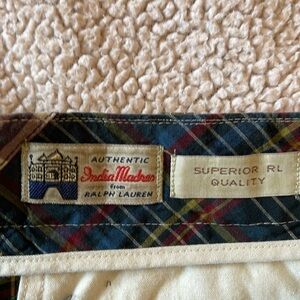 AUTHENTIC
India Madras
from
RALPH LAUREN
SUPERIOR RL
QUALITY